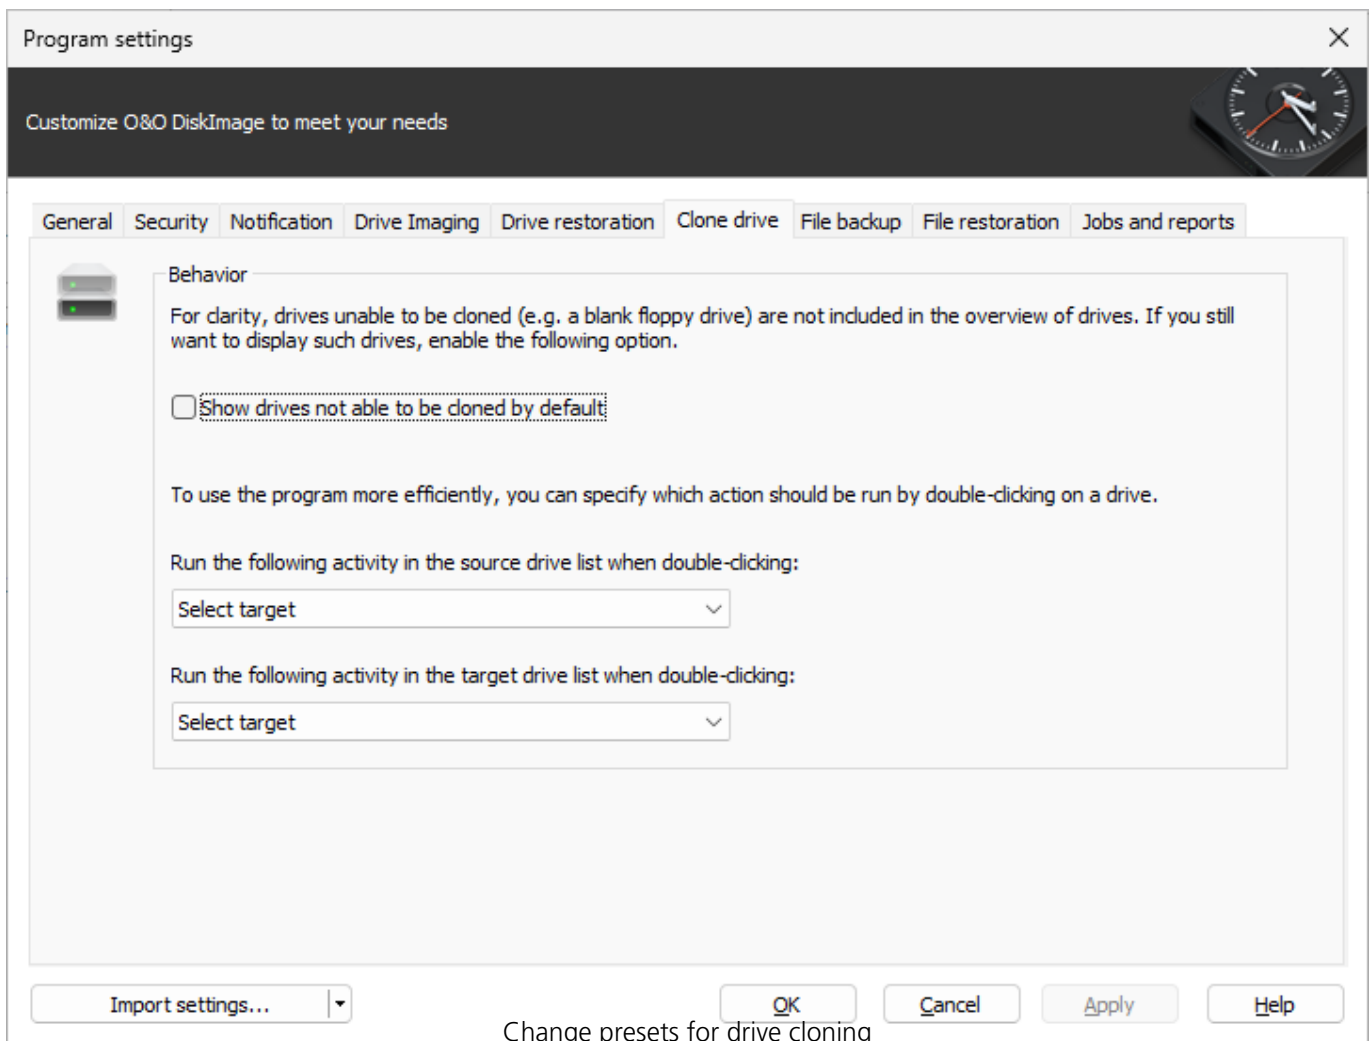 Program settings
Customize O&O DiskImage to meet your needs
General Security Notification Drive Imaging Drive restoration Clone drive File backup File restoration Jobs and reports
Behavior
For clarity, drives unable to be cloned (e.g. a blank floppy drive) are not included in the overview of drives. If you still
want to display such drives, enable the following option.
Show drives not able to be cloned by default
To use the program more efficiently, you can specify which action should be run by double-clicking on a drive.
Run the following activity in the source drive list when double-clicking:
Select target
Run the following activity in the target drive list when double-clicking:
Select target
Import settings... OK Cancel Apply Help
Change presets for drive cloning